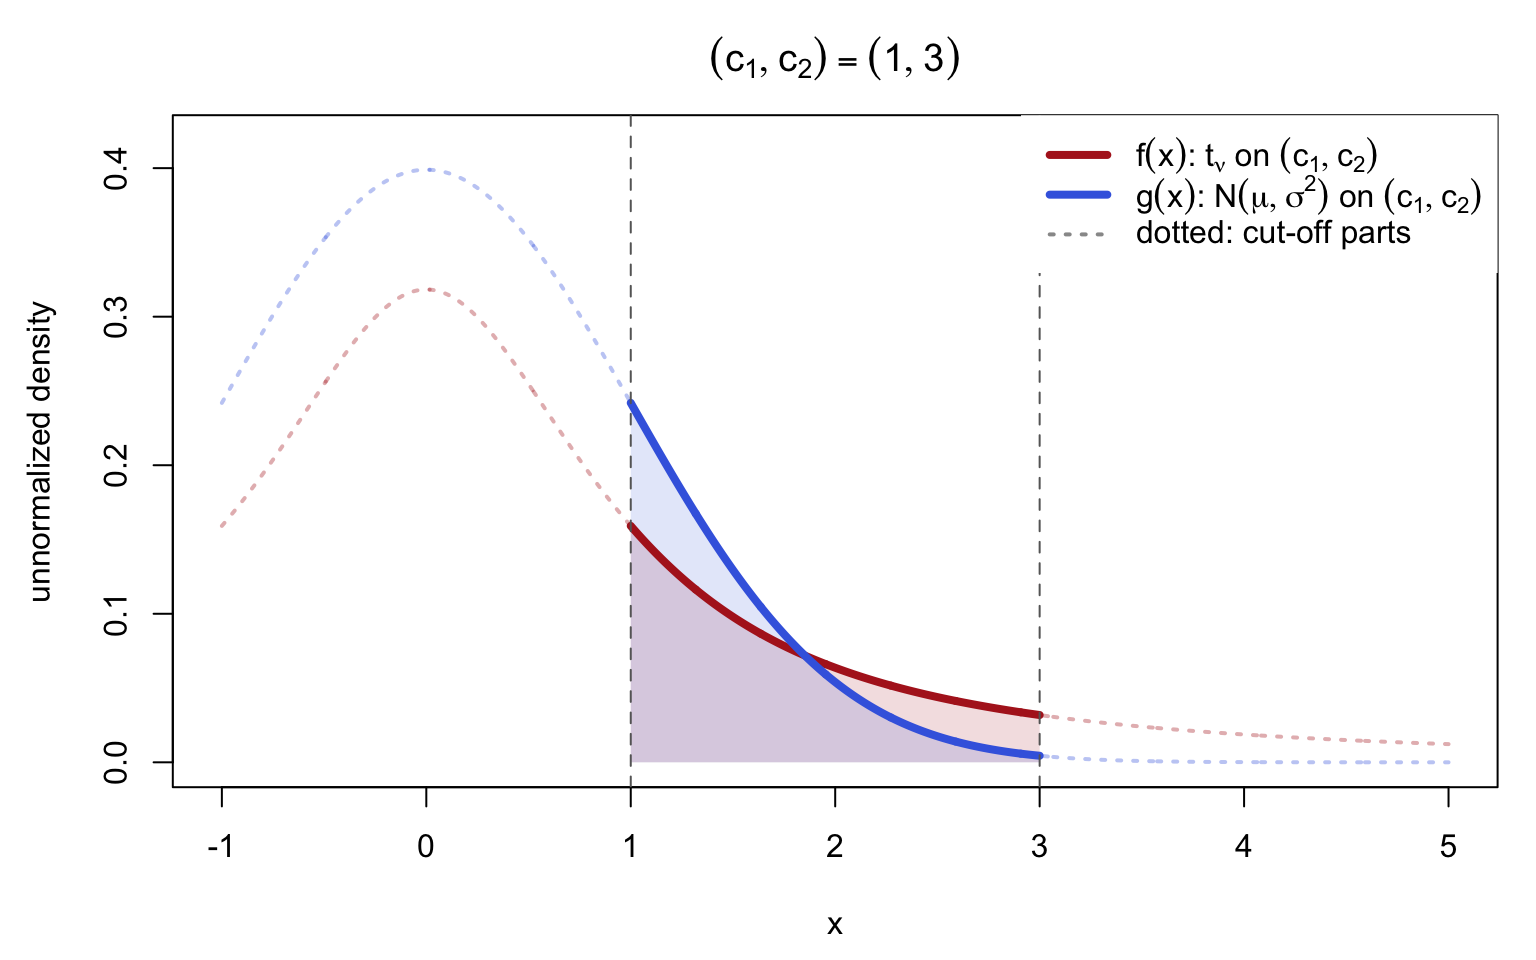 (c₁, c₂) = (1, 3)
f(x): tᵥ on (c₁, c₂)
g(x): N(μ, σ²) on (c₁, c₂)
dotted: cut-off parts
unnormalized density
0.4
0.3
0.2
0.1
0.0
-1 0 1 2 3 4 5
x